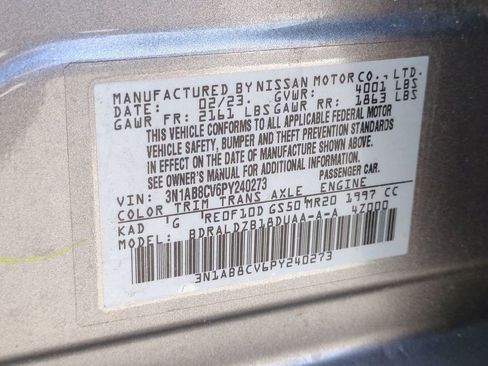 MANUFACTURED BY NISSAN MOTOR CO., LTD.
DATE: 02/23. GVWR: 4001 LBS
GAWR FR: 2161 LBS GAWR RR: 1863 LBS
THIS VEHICLE CONFORMS TO ALL APPLICABLE FEDERAL MOTOR
VEHICLE SAFETY, BUMPER AND THEFT PREVENTION STANDARDS
IN EFFECT ON THE DATE OF MANUFACTURE SHOWN ABOVE.
*SEE OWNER'S MANUAL FOR ADDITIONAL INFORMATION.
VIN: 3N1AB8CV6PY240273 PASSENGER CAR.
COLOR TRIM TRANS AXLE ENGINE
KAD G RE0F10D GS50 MR20 1997 CC
MODEL: BDRALDZB18DUAA-A-A 4Z000
3N1AB8CV6PY240273